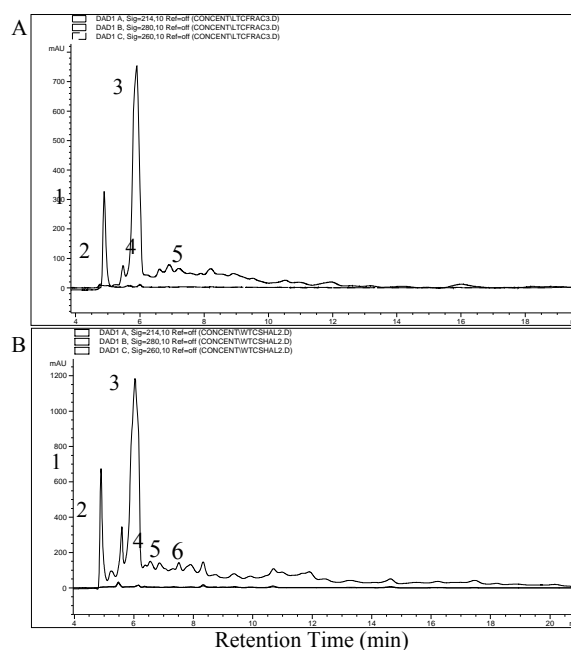 A
DAD1 A, Sig=214,10 Ref=off (CONCENT\LTCFRAC3.D)
DAD1 B, Sig=280,10 Ref=off (CONCENT\LTCFRAC3.D)
DAD1 C, Sig=260,10 Ref=off (CONCENT\LTCFRAC3.D)
mAU
700
3
600
500
400
1
300
200
2
4
5
100
0
4 6 8 10 12 14 16 18
B
DAD1 A, Sig=214,10 Ref=off (CONCENT\WTCSHAL2.D)
DAD1 B, Sig=280,10 Ref=off (CONCENT\WTCSHAL2.D)
DAD1 C, Sig=260,10 Ref=off (CONCENT\WTCSHAL2.D)
mAU
3
1200
1000
800
1
600
2
400
4 5 6
200
0
4 6 8 10 12 14 16 18 20
Retention Time (min)